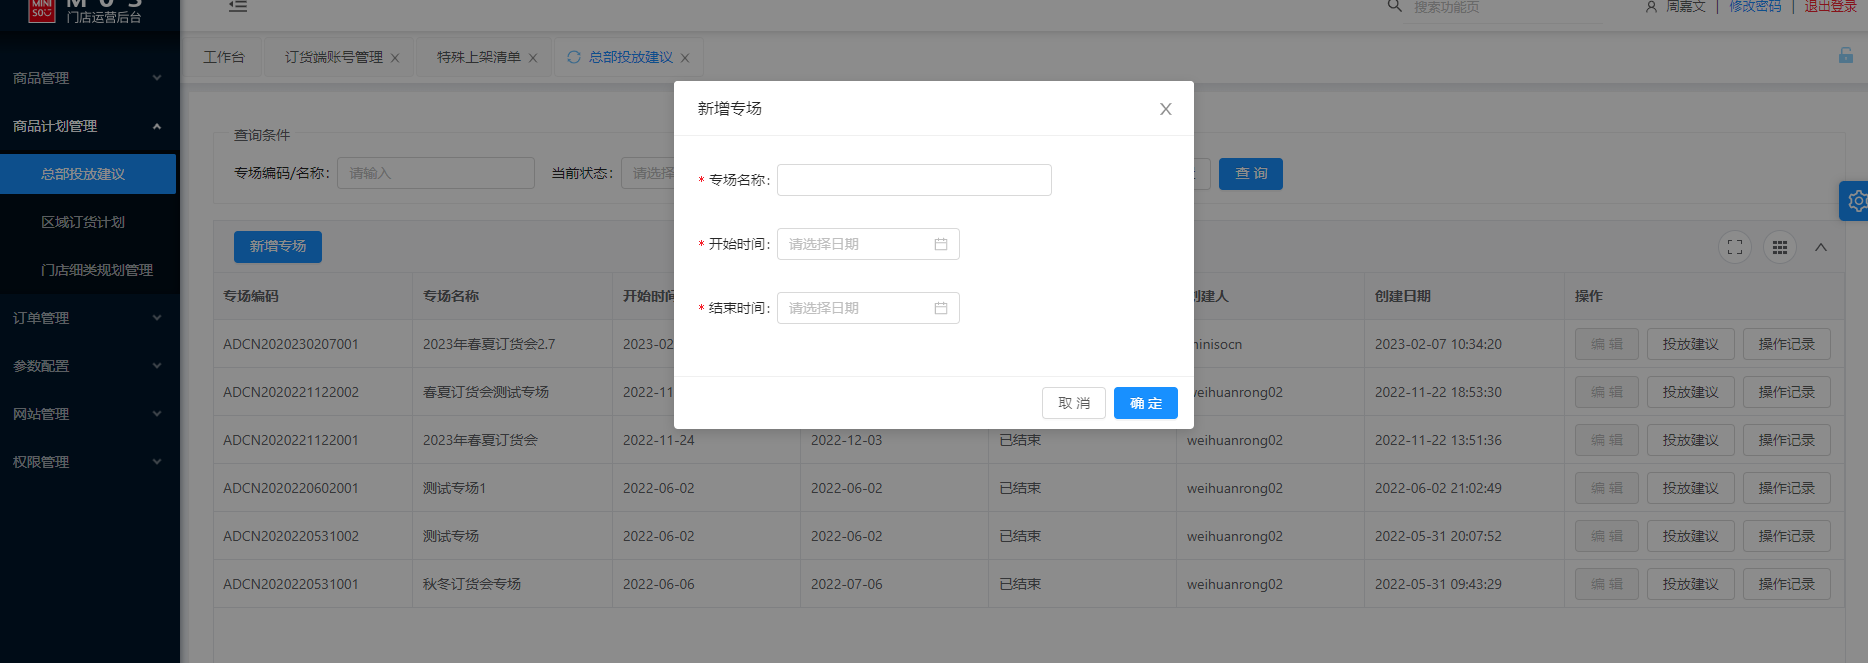 MINI
SO
门店运营后台
搜索功能页
周嘉文
修改密码
退出登录
工作台
订货端账号管理
特殊上架清单
总部投放建议
商品管理
商品计划管理
总部投放建议
区域订货计划
门店细类规划管理
订单管理
参数配置
网站管理
权限管理
查询条件
专场编码/名称: 请输入
当前状态: 请选择
查 询
新增专场
专场编码 专场名称 开始时间 创建人 创建日期 操作
ADCN2020230207001 2023年春夏订货会2.7 2023-02 minisocn 2023-02-07 10:34:20 编 辑 投放建议 操作记录
ADCN2020221122002 春夏订货会测试专场 2022-11 weihuanrong02 2022-11-22 18:53:30 编 辑 投放建议 操作记录
ADCN2020221122001 2023年春夏订货会 2022-11-24 2022-12-03 已结束 weihuanrong02 2022-11-22 13:51:36 编 辑 投放建议 操作记录
ADCN2020220602001 测试专场1 2022-06-02 2022-06-02 已结束 weihuanrong02 2022-06-02 21:02:49 编 辑 投放建议 操作记录
ADCN2020220531002 测试专场 2022-06-02 2022-06-02 已结束 weihuanrong02 2022-05-31 20:07:52 编 辑 投放建议 操作记录
ADCN2020220531001 秋冬订货会专场 2022-06-06 2022-07-06 已结束 weihuanrong02 2022-05-31 09:43:29 编 辑 投放建议 操作记录
新增专场
* 专场名称:
* 开始时间: 请选择日期
* 结束时间: 请选择日期
取 消
确 定